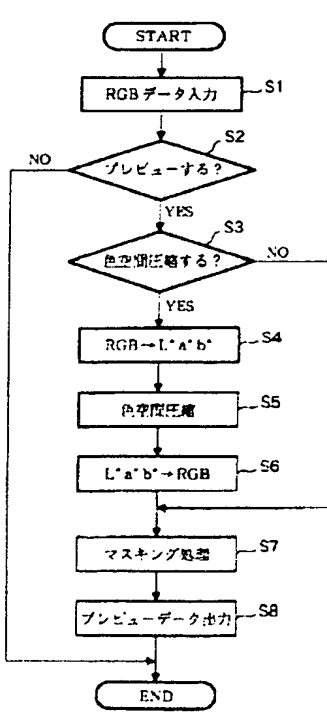 START
RGBデータ入力
S1
S2
プレビューする？
NO
YES
S3
色空間圧縮する？
NO
YES
RGB→L*a*b*
S4
色空間圧縮
S5
L*a*b*→RGB
S6
マスキング処理
S7
プレビューデータ出力
S8
END